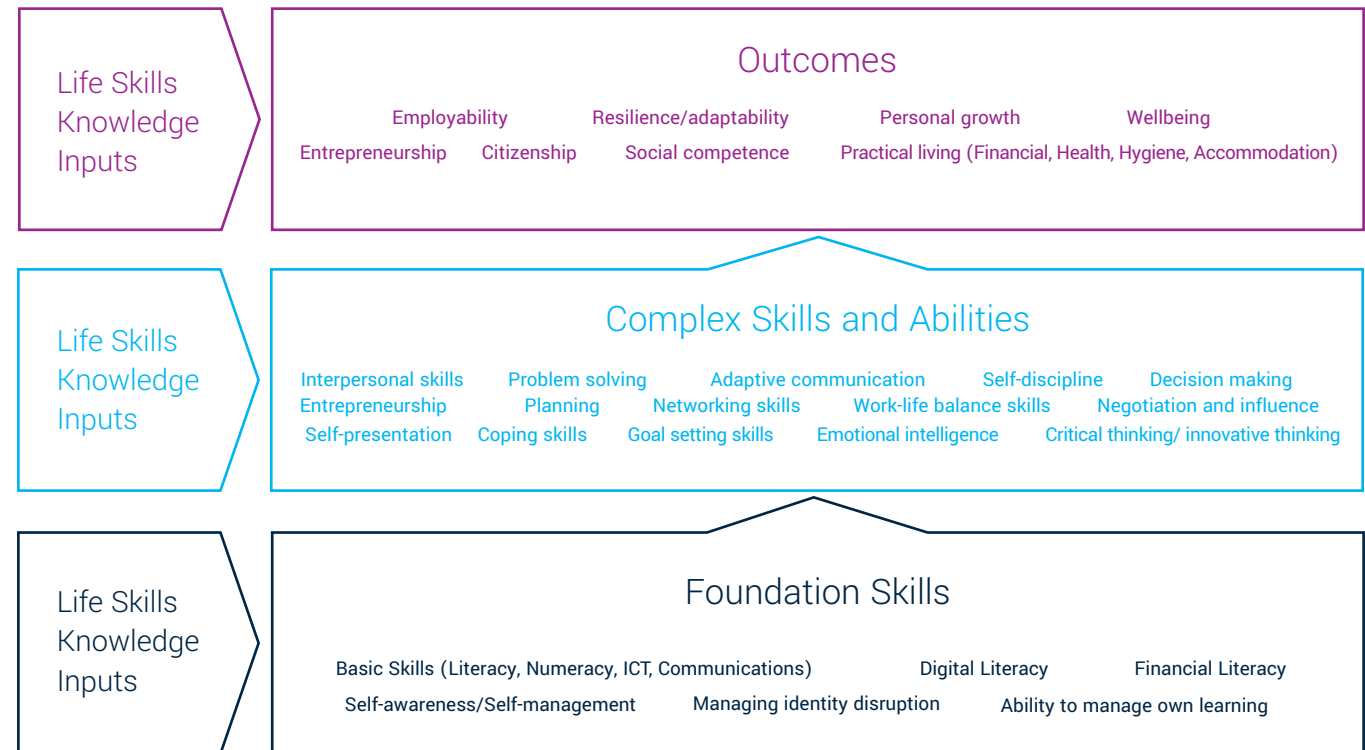 Life Skills
Knowledge
Inputs
Outcomes
Employability Resilience/adaptability Personal growth Wellbeing
Entrepreneurship Citizenship Social competence Practical living (Financial, Health, Hygiene, Accommodation)
Life Skills
Knowledge
Inputs
Complex Skills and Abilities
Interpersonal skills Problem solving Adaptive communication Self-discipline Decision making
Entrepreneurship Planning Networking skills Work-life balance skills Negotiation and influence
Self-presentation Coping skills Goal setting skills Emotional intelligence Critical thinking/ innovative thinking
Life Skills
Knowledge
Inputs
Foundation Skills
Basic Skills (Literacy, Numeracy, ICT, Communications) Digital Literacy Financial Literacy
Self-awareness/Self-management Managing identity disruption Ability to manage own learning